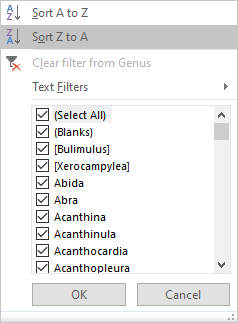 Sort A to Z
Sort Z to A
Clear filter from Genus
Text Filters
(Select All)
(Blanks)
[Bulimulus]
[Xerocampylea]
Abida
Abra
Acanthina
Acanthinula
Acanthocardia
Acanthopleura
OK Cancel